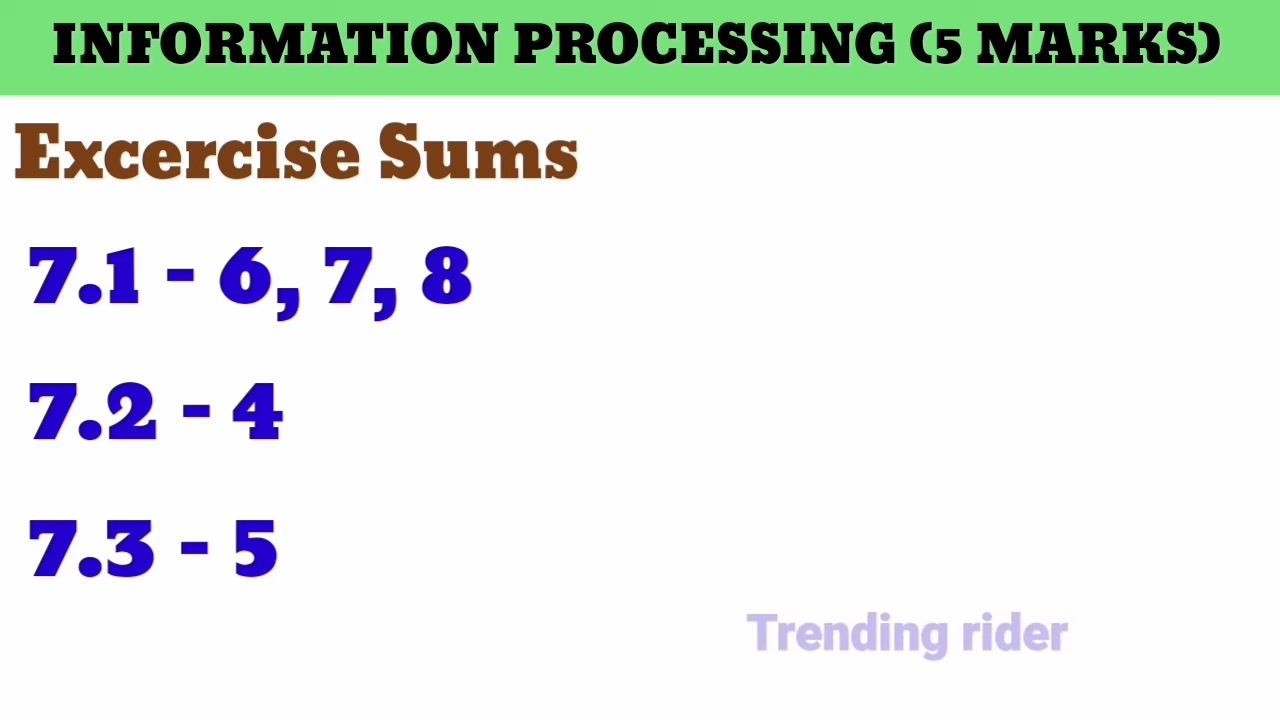 INFORMATION PROCESSING (5 MARKS)
Excercise Sums
7.1 - 6, 7, 8
7.2 - 4
7.3 - 5
Trending rider